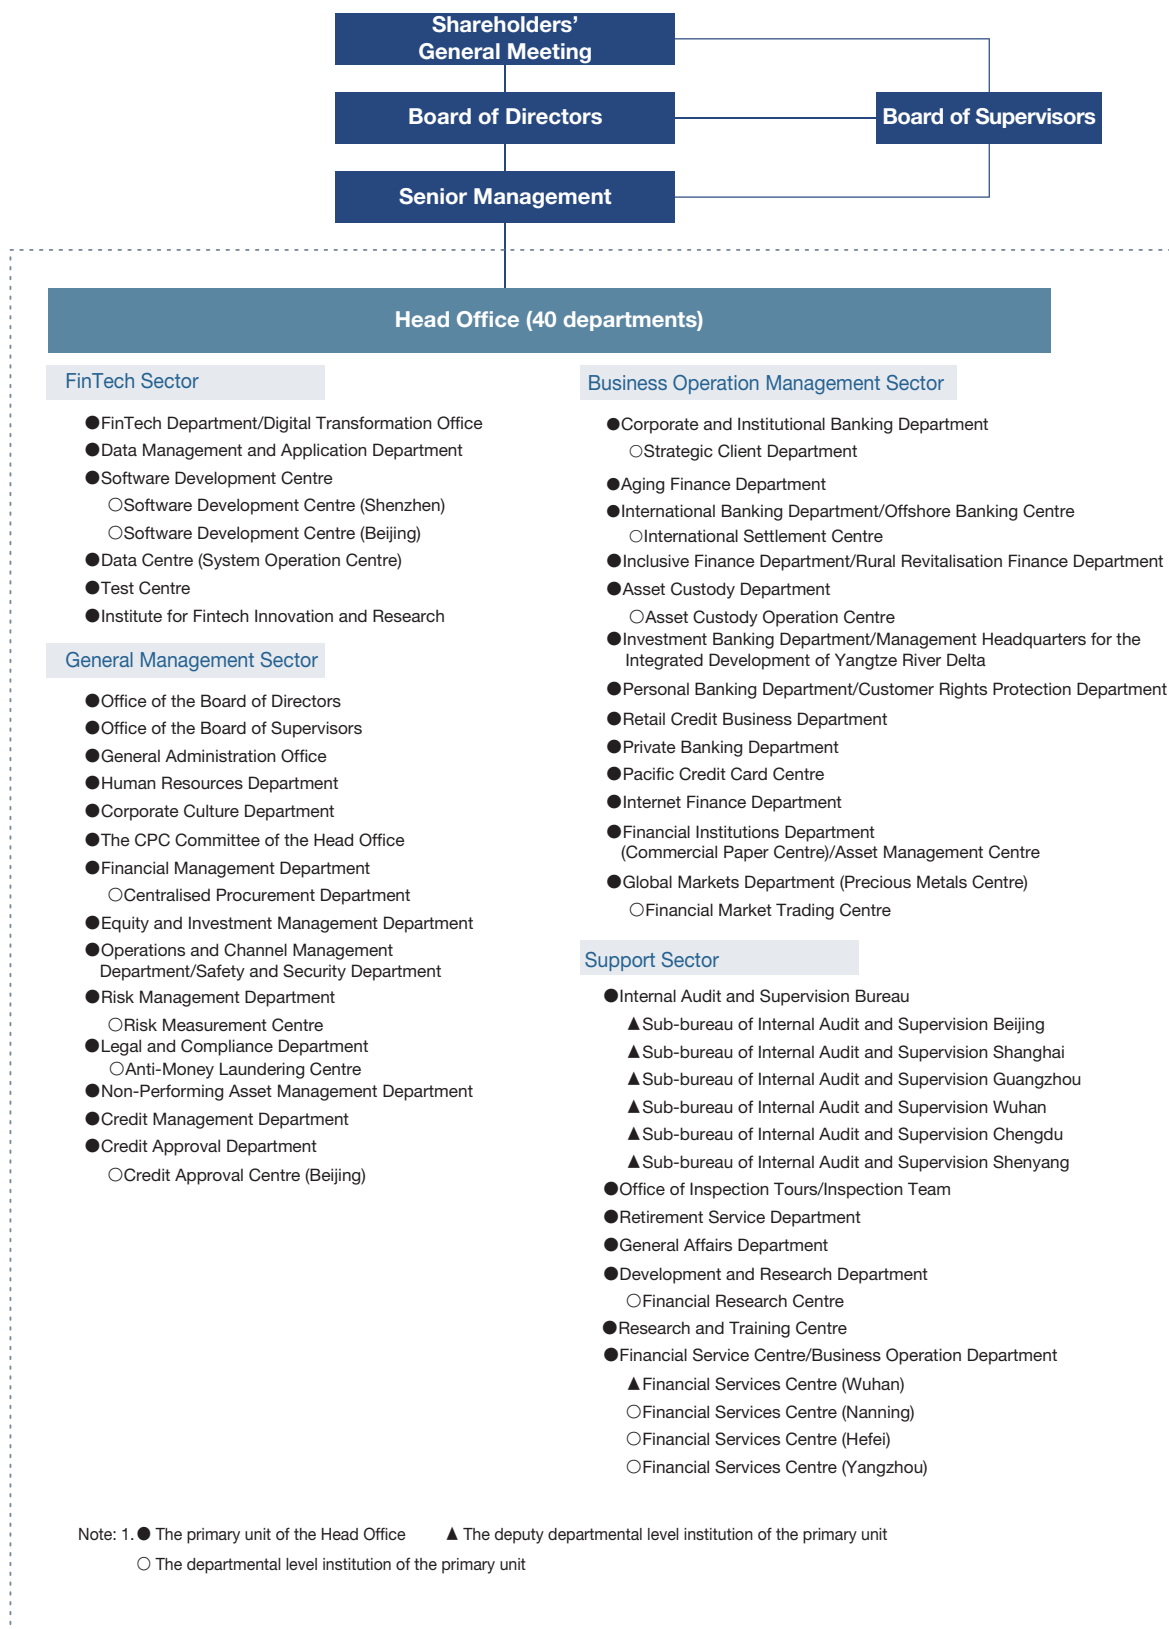 Shareholders'
General Meeting
Board of Directors
Board of Supervisors
Senior Management
Head Office (40 departments)
FinTech Sector
●FinTech Department/Digital Transformation Office
●Data Management and Application Department
●Software Development Centre
○Software Development Centre (Shenzhen)
○Software Development Centre (Beijing)
●Data Centre (System Operation Centre)
●Test Centre
●Institute for Fintech Innovation and Research
General Management Sector
●Office of the Board of Directors
●Office of the Board of Supervisors
●General Administration Office
●Human Resources Department
●Corporate Culture Department
●The CPC Committee of the Head Office
●Financial Management Department
○Centralised Procurement Department
●Equity and Investment Management Department
●Operations and Channel Management
Department/Safety and Security Department
●Risk Management Department
○Risk Measurement Centre
●Legal and Compliance Department
○Anti-Money Laundering Centre
●Non-Performing Asset Management Department
●Credit Management Department
●Credit Approval Department
○Credit Approval Centre (Beijing)
Business Operation Management Sector
●Corporate and Institutional Banking Department
○Strategic Client Department
●Aging Finance Department
●International Banking Department/Offshore Banking Centre
○International Settlement Centre
●Inclusive Finance Department/Rural Revitalisation Finance Department
●Asset Custody Department
○Asset Custody Operation Centre
●Investment Banking Department/Management Headquarters for the
Integrated Development of Yangtze River Delta
●Personal Banking Department/Customer Rights Protection Department
●Retail Credit Business Department
●Private Banking Department
●Pacific Credit Card Centre
●Internet Finance Department
●Financial Institutions Department
(Commercial Paper Centre)/Asset Management Centre
●Global Markets Department (Precious Metals Centre)
○Financial Market Trading Centre
Support Sector
●Internal Audit and Supervision Bureau
▲Sub-bureau of Internal Audit and Supervision Beijing
▲Sub-bureau of Internal Audit and Supervision Shanghai
▲Sub-bureau of Internal Audit and Supervision Guangzhou
▲Sub-bureau of Internal Audit and Supervision Wuhan
▲Sub-bureau of Internal Audit and Supervision Chengdu
▲Sub-bureau of Internal Audit and Supervision Shenyang
●Office of Inspection Tours/Inspection Team
●Retirement Service Department
●General Affairs Department
●Development and Research Department
○Financial Research Centre
●Research and Training Centre
●Financial Service Centre/Business Operation Department
▲Financial Services Centre (Wuhan)
○Financial Services Centre (Nanning)
○Financial Services Centre (Hefei)
○Financial Services Centre (Yangzhou)
Note: 1. ● The primary unit of the Head Office ▲ The deputy departmental level institution of the primary unit
○ The departmental level institution of the primary unit